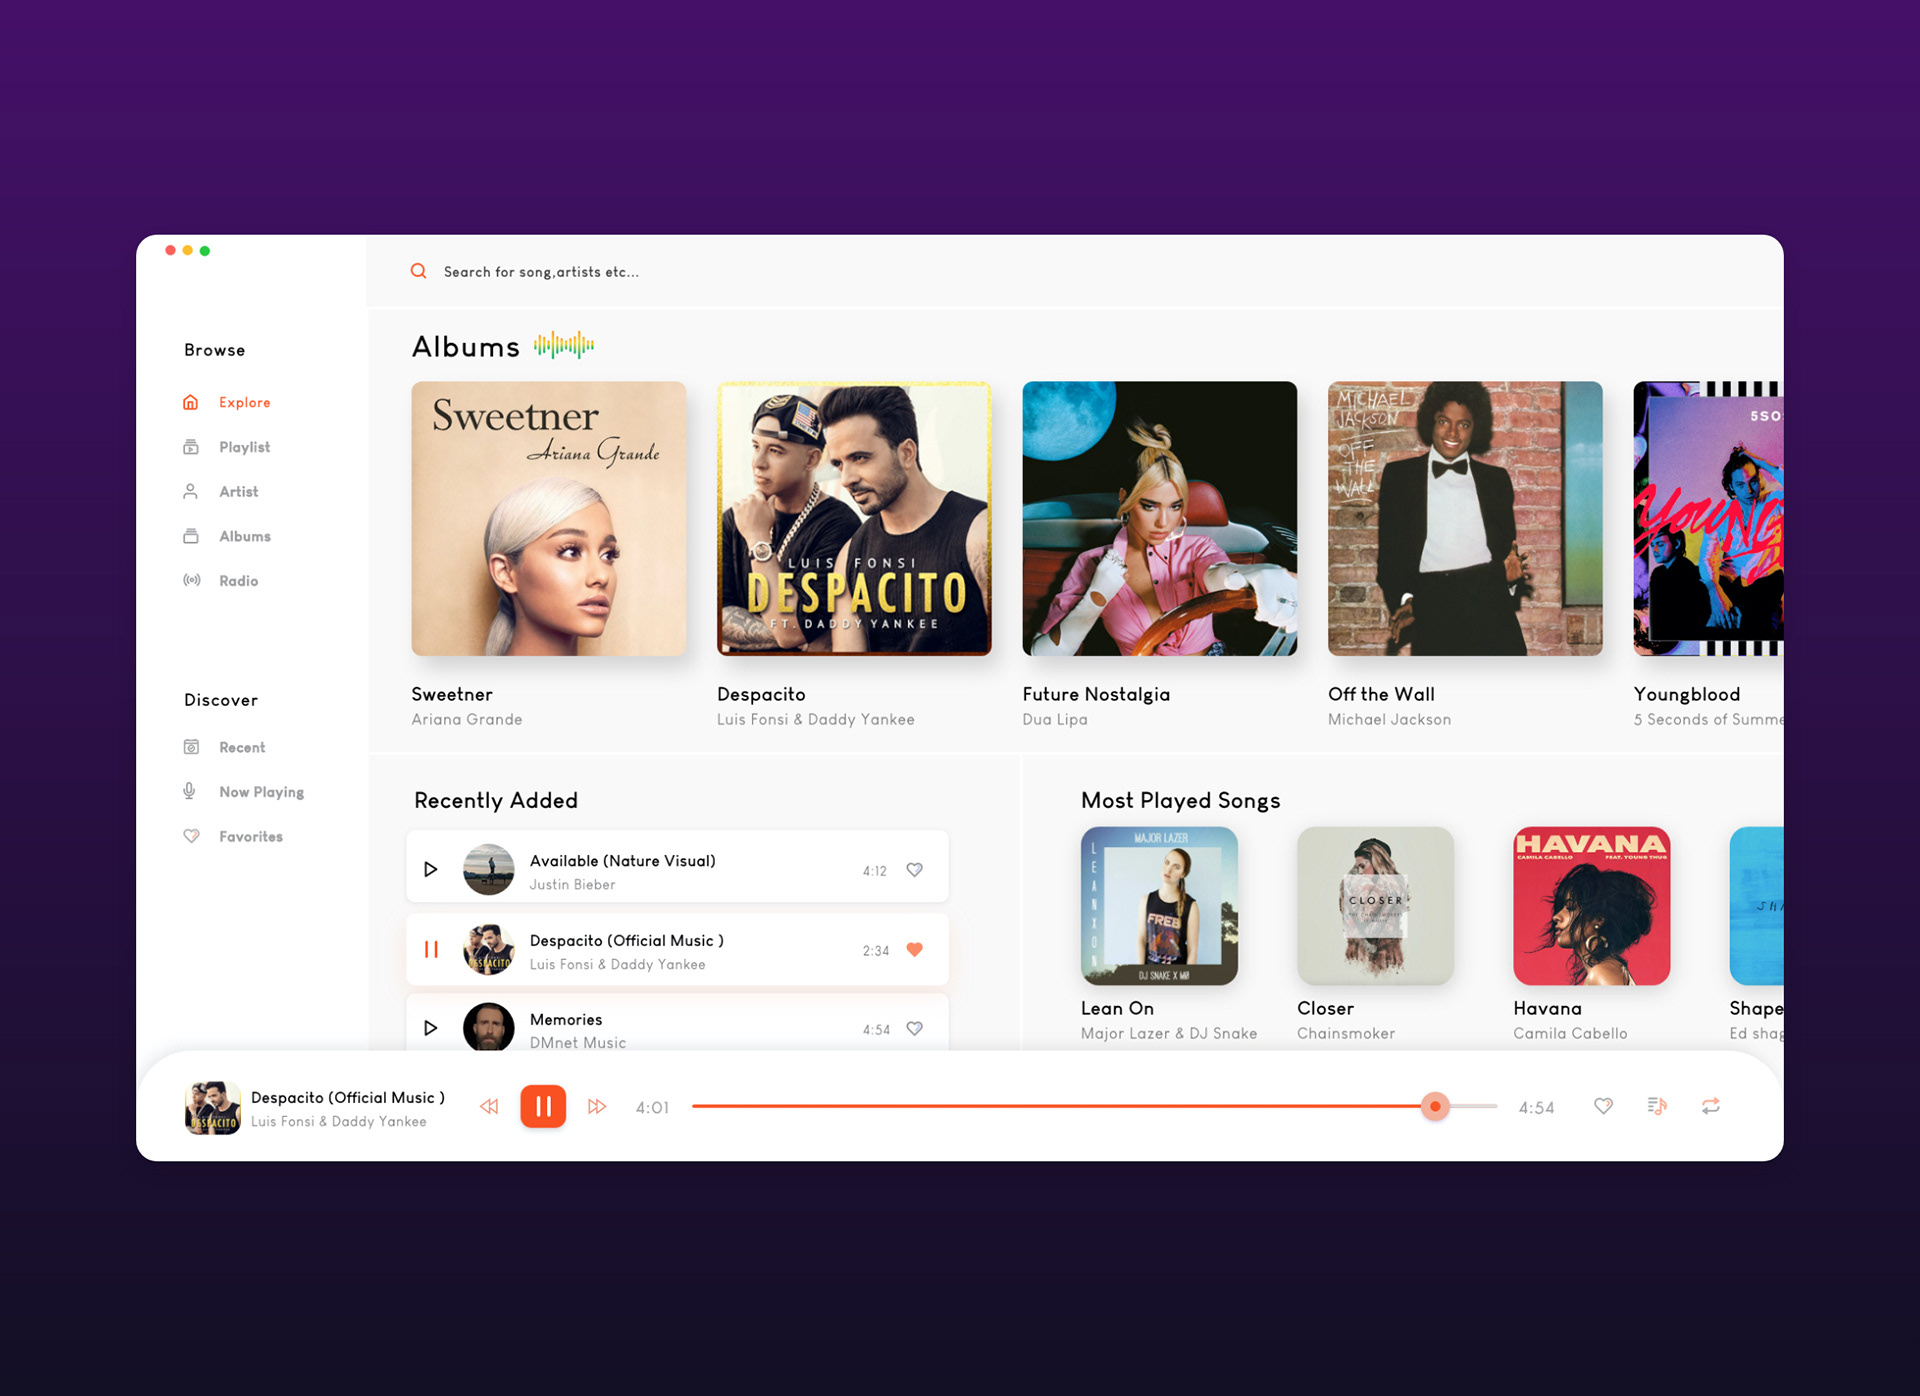 Search for song,artists etc...
Browse
Explore
Playlist
Artist
Albums
Radio
Discover
Recent
Now Playing
Favorites
Albums
Sweetner
Ariana Grande
LUIS FONSI
DESPACITO
FT. DADDY YANKEE
MICHAEL
JACKSON
OFF
THE
WALL
5SO
YOUNG
Sweetner
Ariana Grande
Despacito
Luis Fonsi & Daddy Yankee
Future Nostalgia
Dua Lipa
Off the Wall
Michael Jackson
Youngblood
5 Seconds of Summe
Recently Added
Available (Nature Visual)
4:12
Justin Bieber
Despacito (Official Music )
2:34
Luis Fonsi & Daddy Yankee
DESPACITO
Memories
4:54
DMnet Music
Most Played Songs
MAJOR LAZER
LEAN ON
FREE
DJ SNAKE X MØ
CLOSER
HAVANA
CAMILA CABELLO FEAT. YOUNG THUG
SHA
Lean On
Major Lazer & DJ Snake
Closer
Chainsmoker
Havana
Camila Cabello
Shape
Ed shag
DESPACITO
Despacito (Official Music )
Luis Fonsi & Daddy Yankee
4:01
4:54